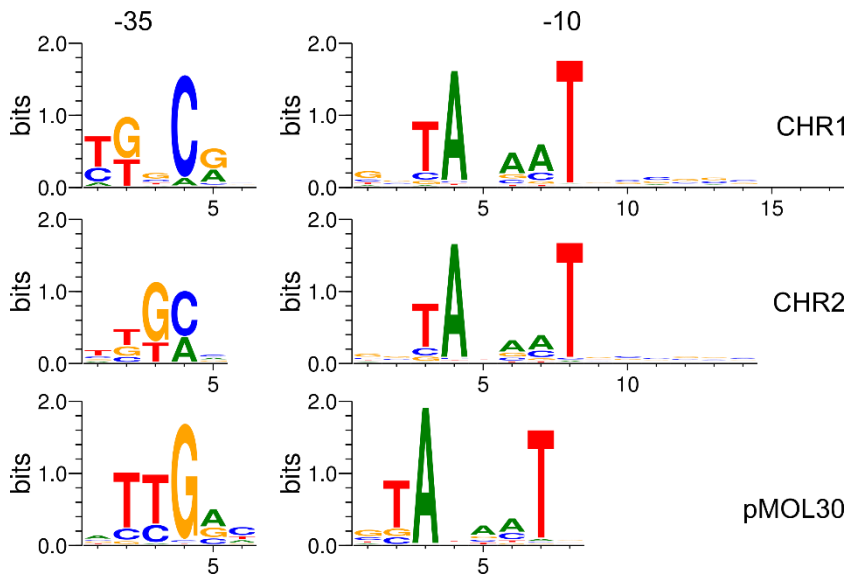 -35 -10
bits 2.0 1.0 0.0 T C A G T G C A G A 5
bits 2.0 1.0 0.0 G T C A A G A C T 5 10 15
CHR1
bits 2.0 1.0 0.0 T T G C G T C A 5
bits 2.0 1.0 0.0 T C A A G A C T 5 10
CHR2
bits 2.0 1.0 0.0 A T C T C G A G C C T A 5
bits 2.0 1.0 0.0 G T G C A A A C T 5
pMOL30